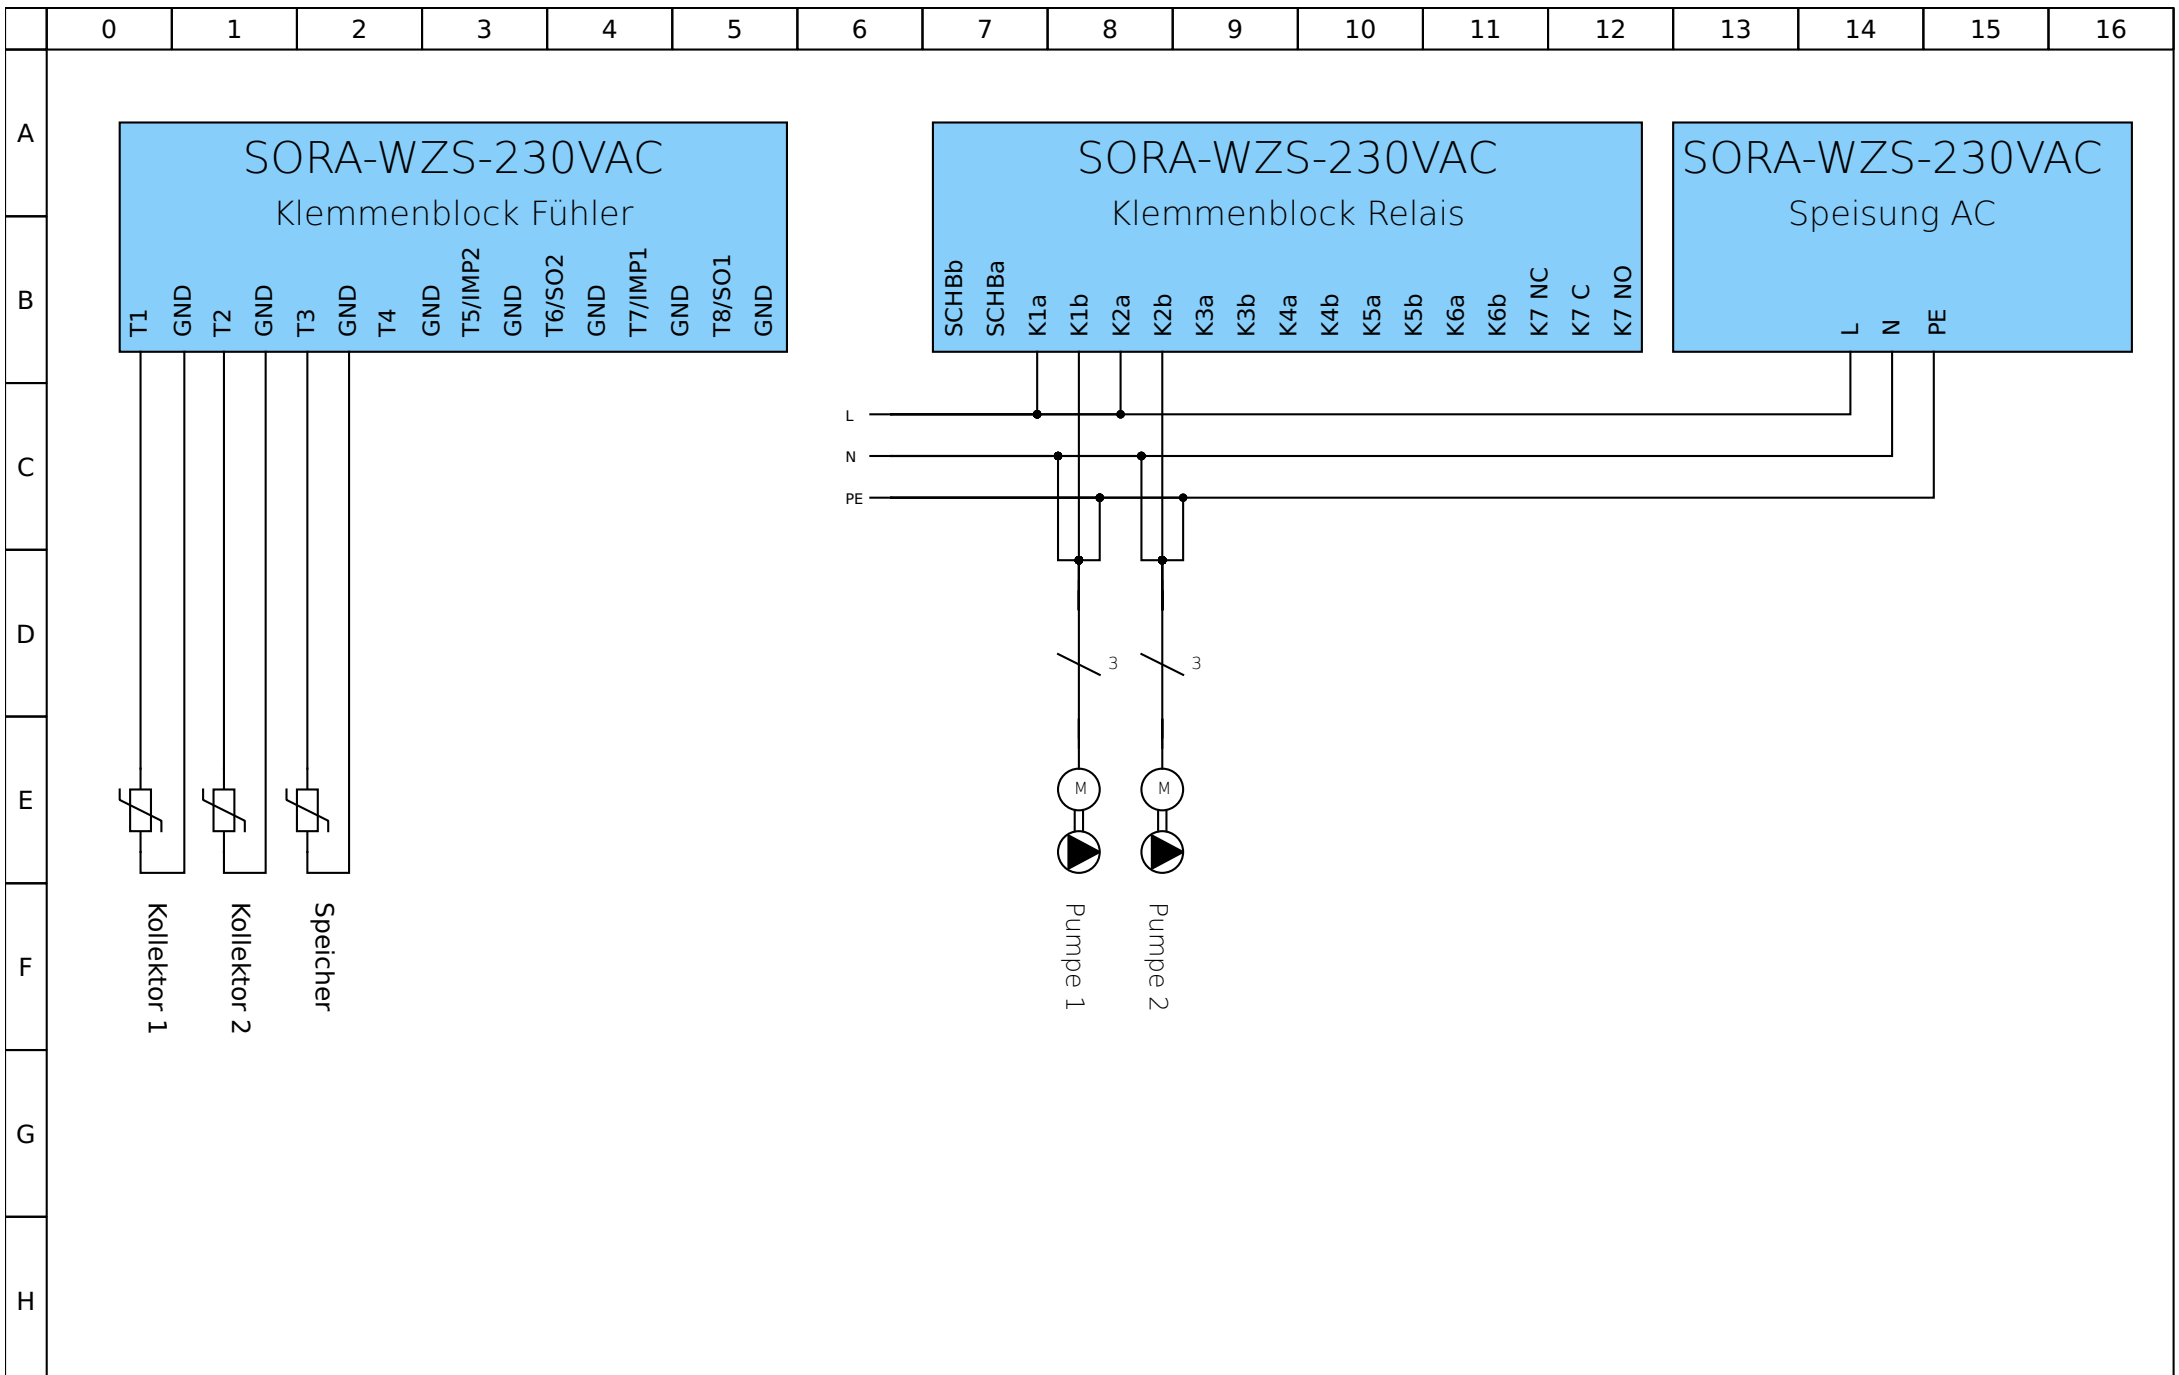 0 1 2 3 4 5 6 7 8 9 10 11 12 13 14 15 16
A
SORA-WZS-230VAC
Klemmenblock Fühler
T1 GND T2 GND T3 GND T4 GND T5/IMP2 GND T6/SO2 GND T7/IMP1 GND T8/SO1 GND
SORA-WZS-230VAC
Klemmenblock Relais
SCHBb SCHBa K1a K1b K2a K2b K3a K3b K4a K4b K5a K5b K6a K6b K7 NC K7 C K7 NO
SORA-WZS-230VAC
Speisung AC
L N PE
B
L
C
N
PE
D
3 3
E
M M
F
Kollektor 1
Kollektor 2
Speicher
Pumpe 1
Pumpe 2
G
H